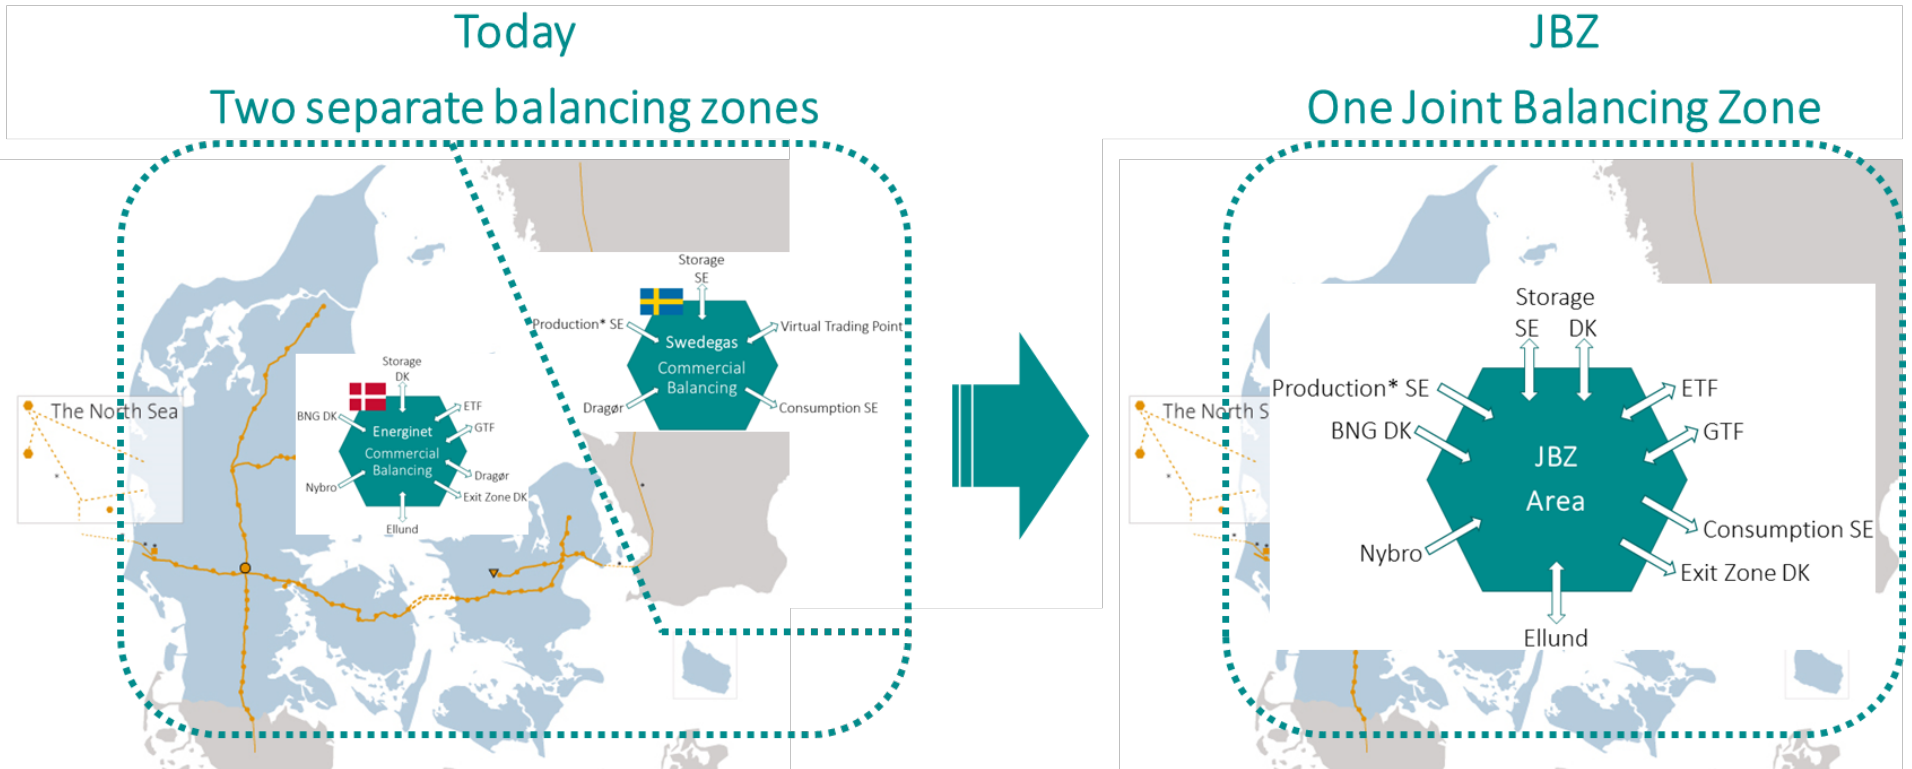 Today
Two separate balancing zones
JBZ
One Joint Balancing Zone
The North Sea
Storage
DK
BNG DK
ETF
GTF
Energinet
Commercial
Balancing
Dragør
Nybro
Exit Zone DK
Ellund
Storage
SE
Production* SE
Virtual Trading Point
Swedegas
Commercial
Balancing
Dragør
Consumption SE
The North S
Storage
SE DK
Production* SE
ETF
BNG DK
GTF
JBZ
Area
Consumption SE
Nybro
Exit Zone DK
Ellund